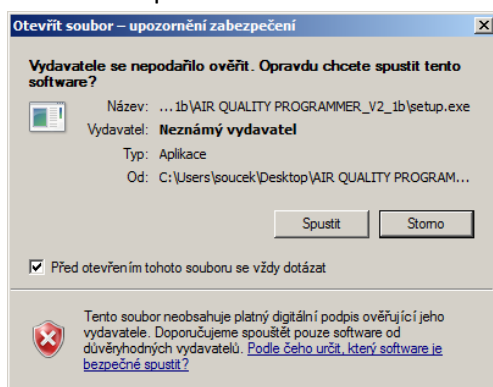 Otevřít soubor – upozornění zabezpečení
Vydavatele se nepodařilo ověřit. Opravdu chcete spustit tento
software?
Název: ...1b\AIR QUALITY PROGRAMMER_V2_1b\setup.exe
Vydavatel: Neznámý vydavatel
Typ: Aplikace
Od: C:\Users\soucek\Desktop\AIR QUALITY PROGRAM...
Spustit Storno
Před otevřením tohoto souboru se vždy dotázat
Tento soubor neobsahuje platný digitální podpis ověřující jeho
vydavatele. Doporučujeme spouštět pouze software od
důvěryhodných vydavatelů. Podle čeho určit, který software je
bezpečné spustit?